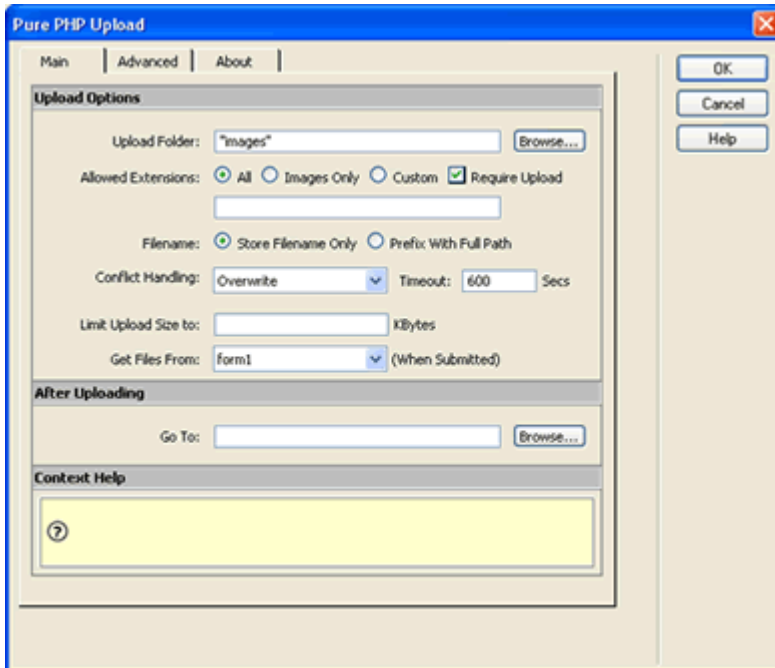 Pure PHP Upload
Main Advanced About
OK
Cancel
Help
Upload Options
Upload Folder: "images" Browse...
Allowed Extensions: All Images Only Custom Require Upload
Filename: Store Filename Only Prefix With Full Path
Conflict Handling: Overwrite Timeout: 600 Secs
Limit Upload Size to: KBytes
Get Files From: form1 (When Submitted)
After Uploading
Go To: Browse...
Context Help
?